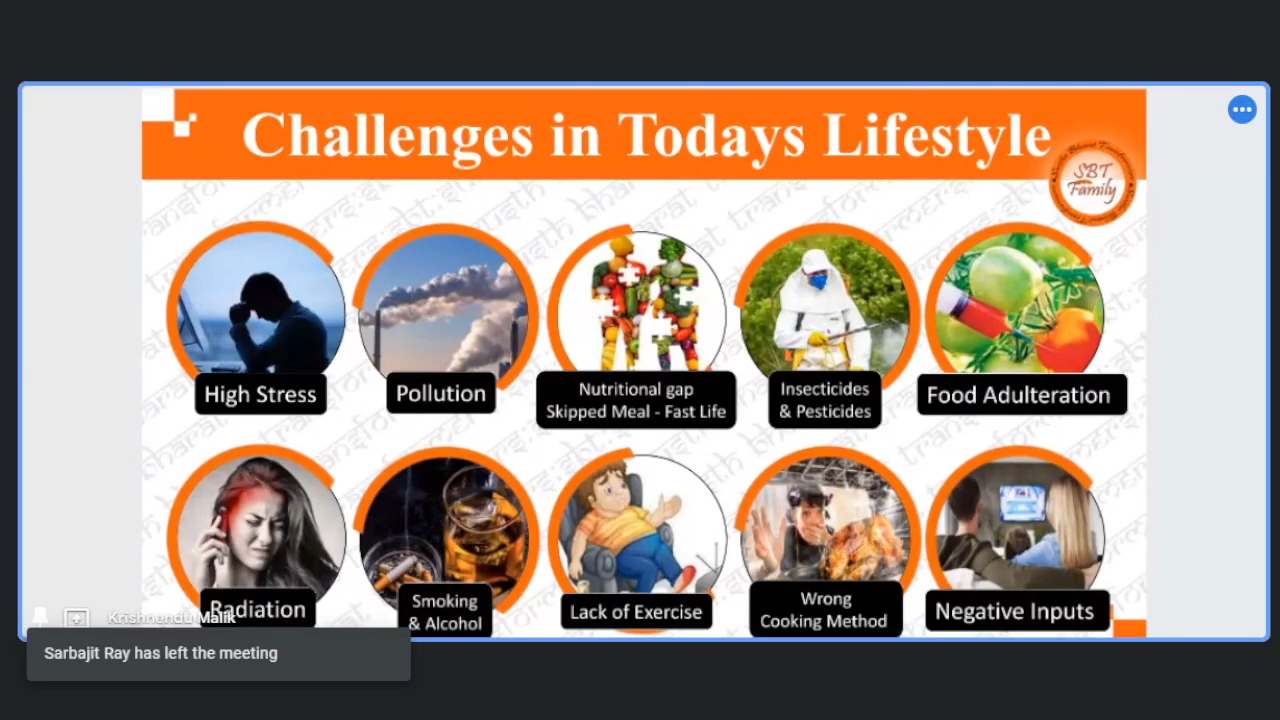 Challenges in Todays Lifestyle
SBT
Family
High Stress
Pollution
Nutritional gap
Skipped Meal - Fast Life
Insecticides
& Pesticides
Food Adulteration
Radiation
Smoking
& Alcohol
Lack of Exercise
Wrong
Cooking Method
Negative Inputs
Krishnendu Malik
Sarbajit Ray has left the meeting